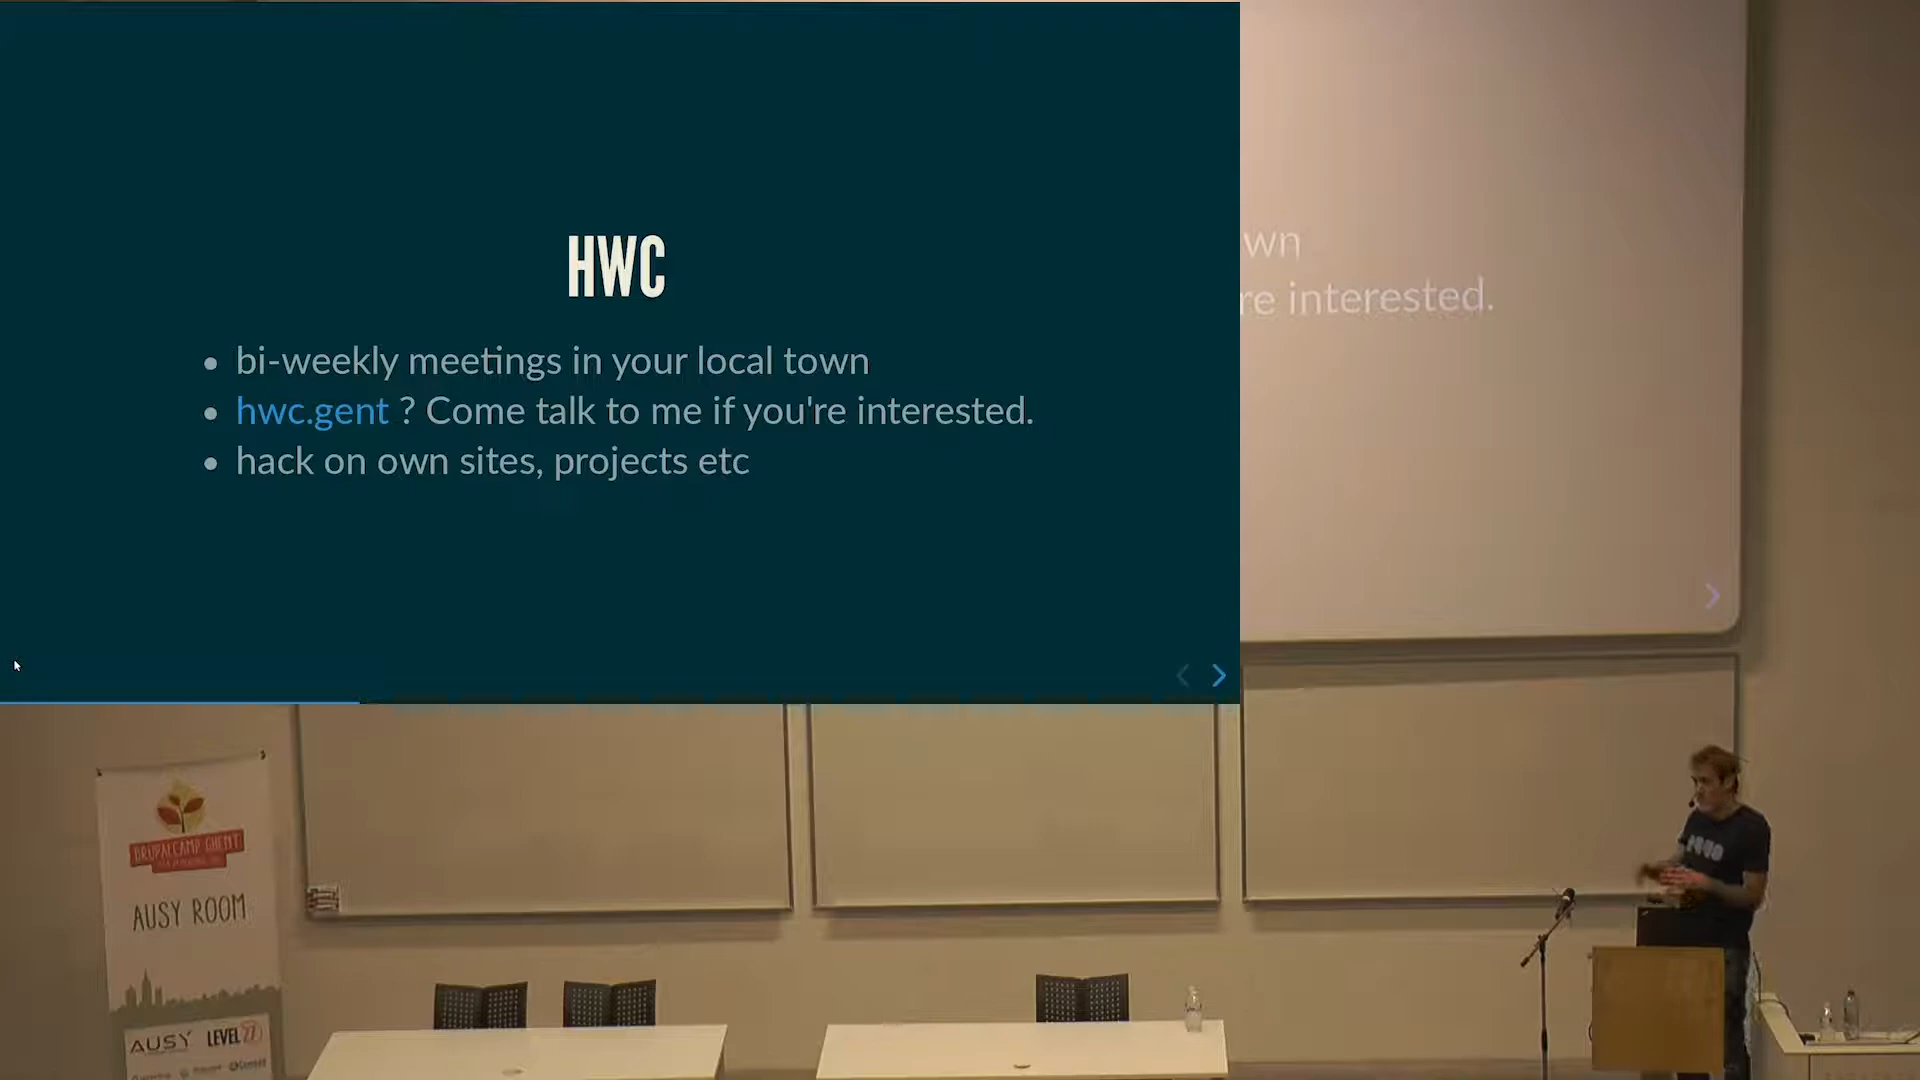 HWC
bi-weekly meetings in your local town
hwc.gent ? Come talk to me if you're interested.
hack on own sites, projects etc
wn
re interested.
DRUPALCAMP GHENT
AUSY ROOM
AUSY LEVEL27